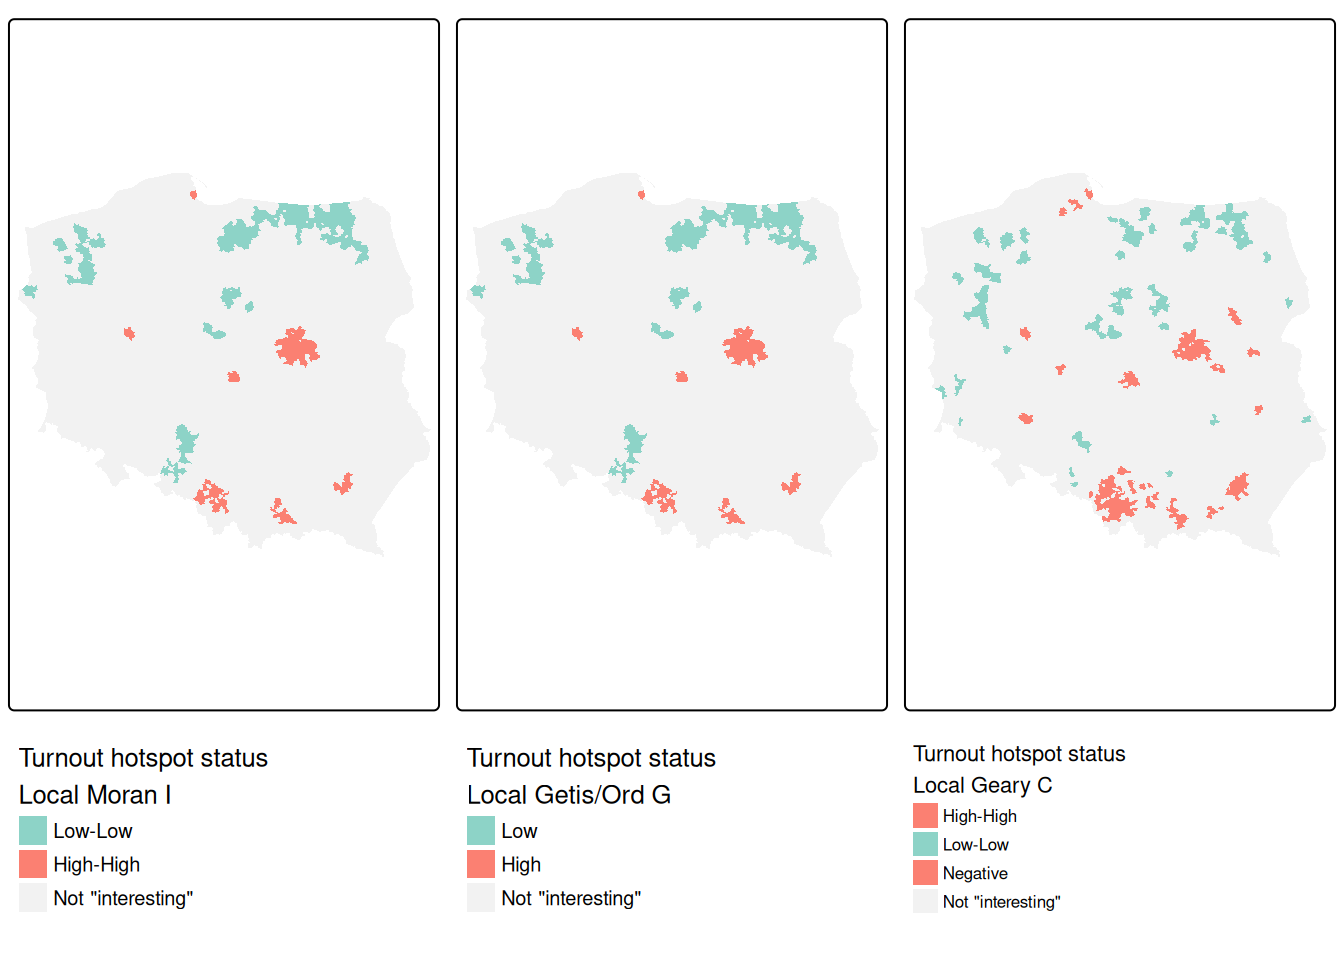 Turnout hotspot status
Local Moran I
Low-Low
High-High
Not "interesting"
Turnout hotspot status
Local Getis/Ord G
Low
High
Not "interesting"
Turnout hotspot status
Local Geary C
High-High
Low-Low
Negative
Not "interesting"